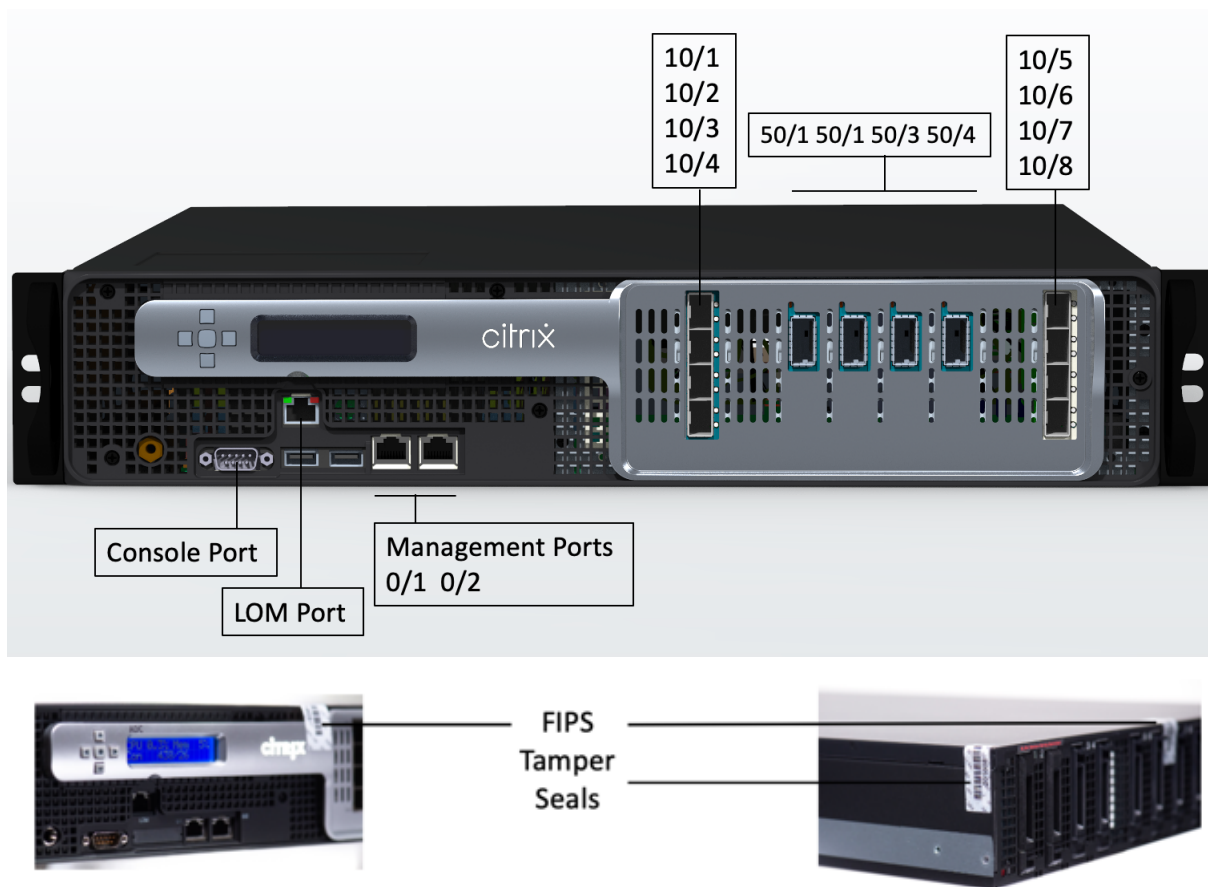 10/1
10/2
10/3
10/4
50/1 50/1 50/3 50/4
10/5
10/6
10/7
10/8
citrix
Console Port
LOM Port
Management Ports
0/1 0/2
FIPS
Tamper
Seals
ADC
citrix